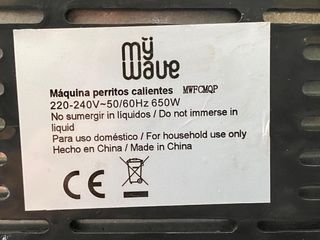 my
wave
Máquina perritos calientes MWFCMQP
220-240V~50/60Hz 650W
No sumergir in líquidos / Do not immerse in
liquid
Para uso doméstico / For household use only
Hecho en China / Made in China
CE